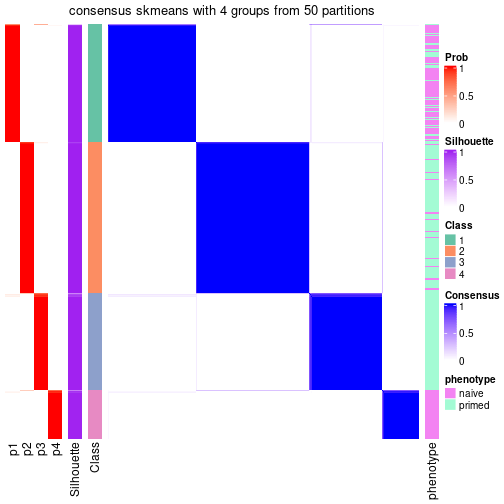 consensus skmeans with 4 groups from 50 partitions
Prob
1
0.5
0
Silhouette
1
0.5
0
Class
1
2
3
4
Consensus
1
0.5
0
phenotype
naive
primed
p1
p2
p3
p4
Silhouette
Class
phenotype